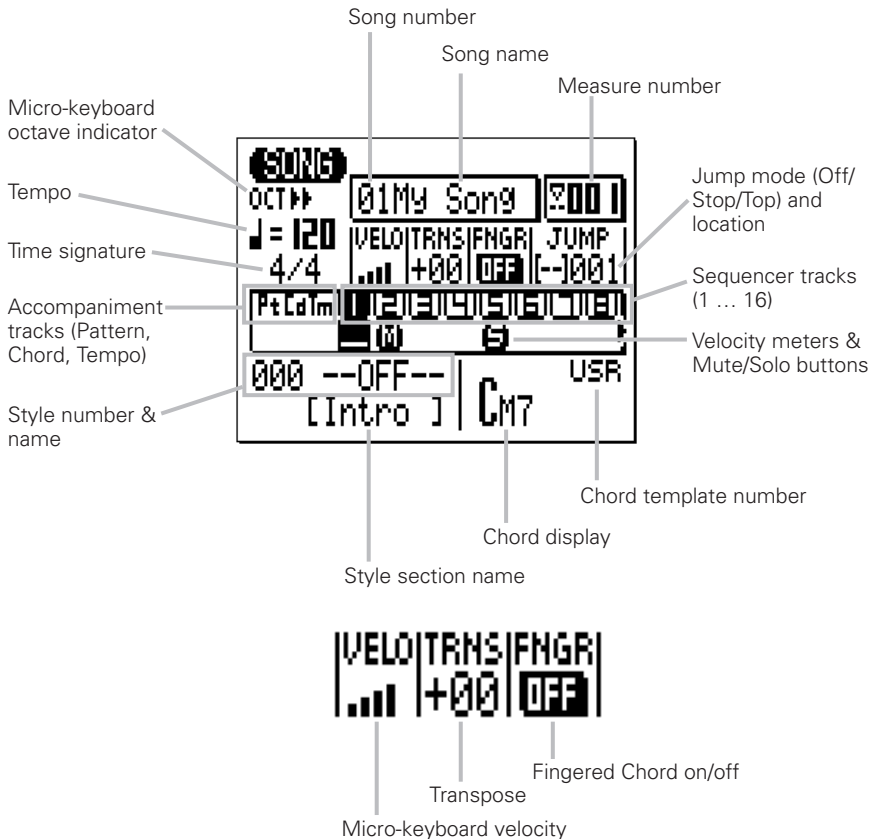 Song number
Song name
Measure number
Micro-keyboard
octave indicator
Tempo
Time signature
Accompaniment
tracks (Pattern,
Chord, Tempo)
Style number &
name
SONG
OCT
01My Song
001
= 120
VELO TRNS FNGR JUMP
4/4
+00 OFF [--]001
Pt Cd Tm 1 2 3 4 5 6 7 8
M S
000 --OFF--
USR
[Intro ]
CM7
Jump mode (Off/
Stop/Top) and
location
Sequencer tracks
(1 … 16)
Velocity meters &
Mute/Solo buttons
Chord template number
Chord display
Style section name
VELO TRNS FNGR
+00 OFF
Fingered Chord on/off
Transpose
Micro-keyboard velocity